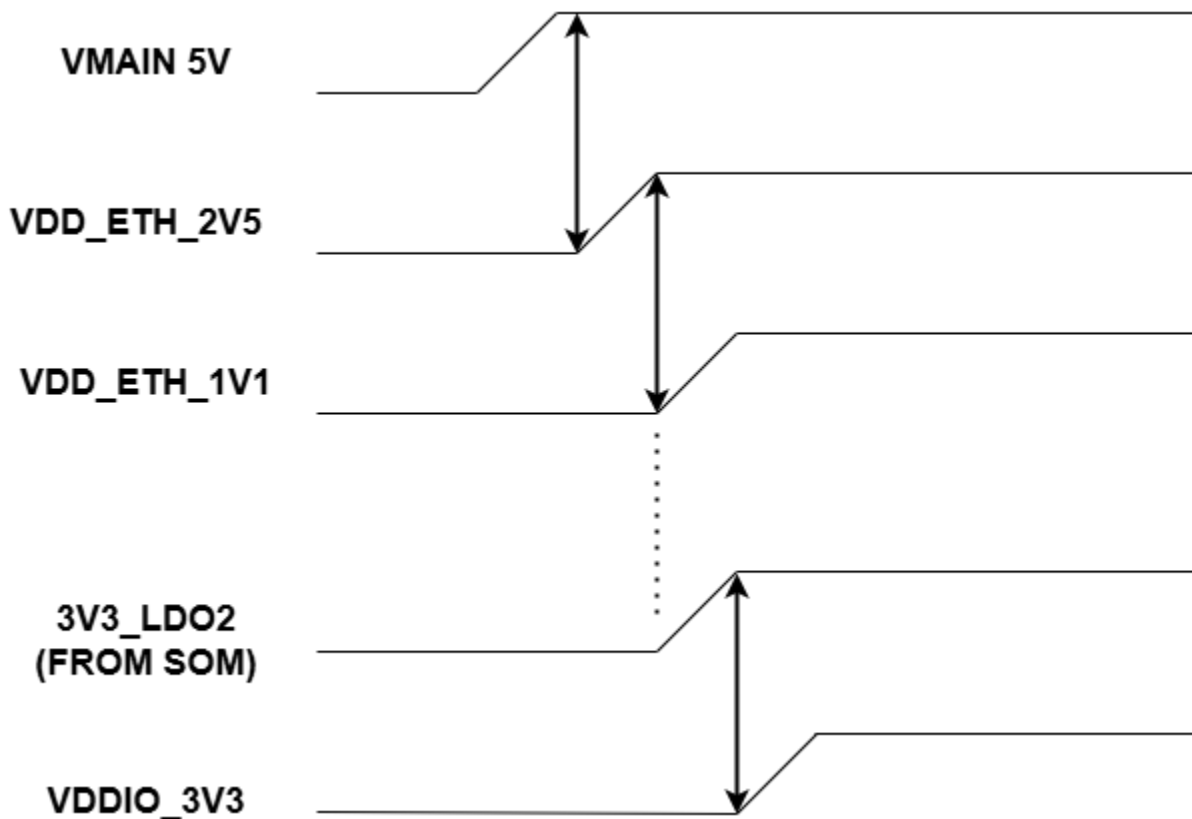 VMAIN 5V
VDD_ETH_2V5
VDD_ETH_1V1
3V3_LDO2
(FROM SOM)
VDDIO_3V3